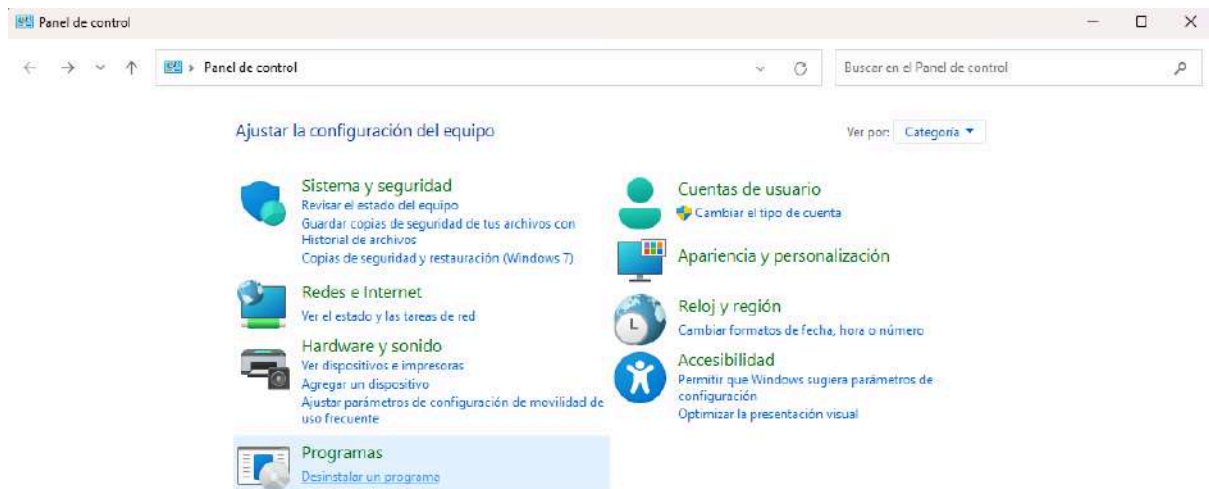 Panel de control
Panel de control
Buscar en el Panel de control
Ajustar la configuración del equipo
Ver por: Categoría
Sistema y seguridad
Revisar el estado del equipo
Guardar copias de seguridad de tus archivos con
Historial de archivos
Copias de seguridad y restauración (Windows 7)
Redes e Internet
Ver el estado y las tareas de red
Hardware y sonido
Ver dispositivos e impresoras
Agregar un dispositivo
Ajustar parámetros de configuración de movilidad de
uso frecuente
Programas
Desinstalar un programa
Cuentas de usuario
Cambiar el tipo de cuenta
Apariencia y personalización
Reloj y región
Cambiar formatos de fecha, hora o número
Accesibilidad
Permitir que Windows sugiera parámetros de
configuración
Optimizar la presentación visual